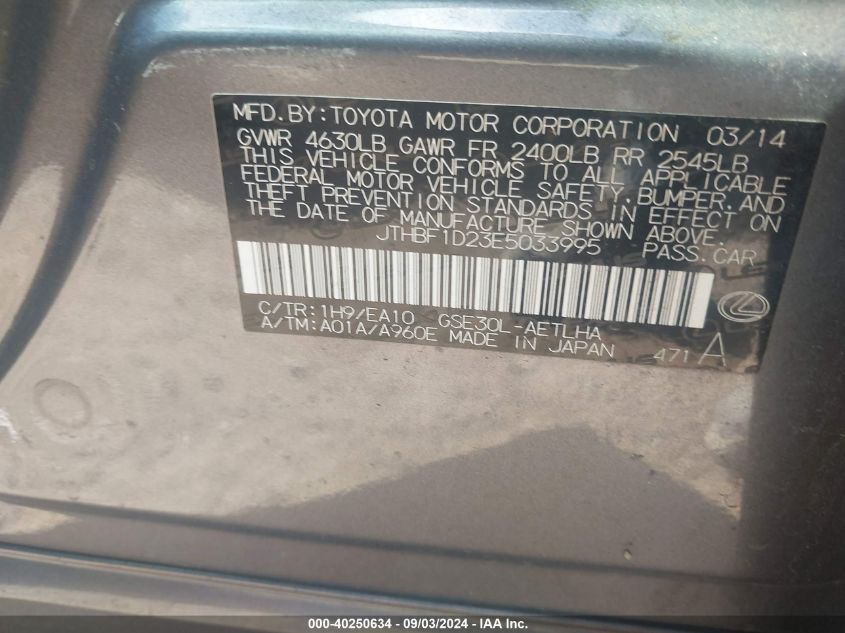 MFD.BY:TOYOTA MOTOR CORPORATION 03/14
GVWR 4630LB GAWR FR 2400LB RR 2545LB
THIS VEHICLE CONFORMS TO ALL APPLICABLE
FEDERAL MOTOR VEHICLE SAFETY,BUMPER,AND
THEFT PREVENTION STANDARDS IN EFFECT ON
THE DATE OF MANUFACTURE SHOWN ABOVE.
JTHBF1D23E5033995 PASS.CAR
C/TR:1H9/EA10 GSE30L-AETLHA
A/TM:A01A/A960E MADE IN JAPAN 471 A
000-40250634 - 09/03/2024 - IAA Inc.